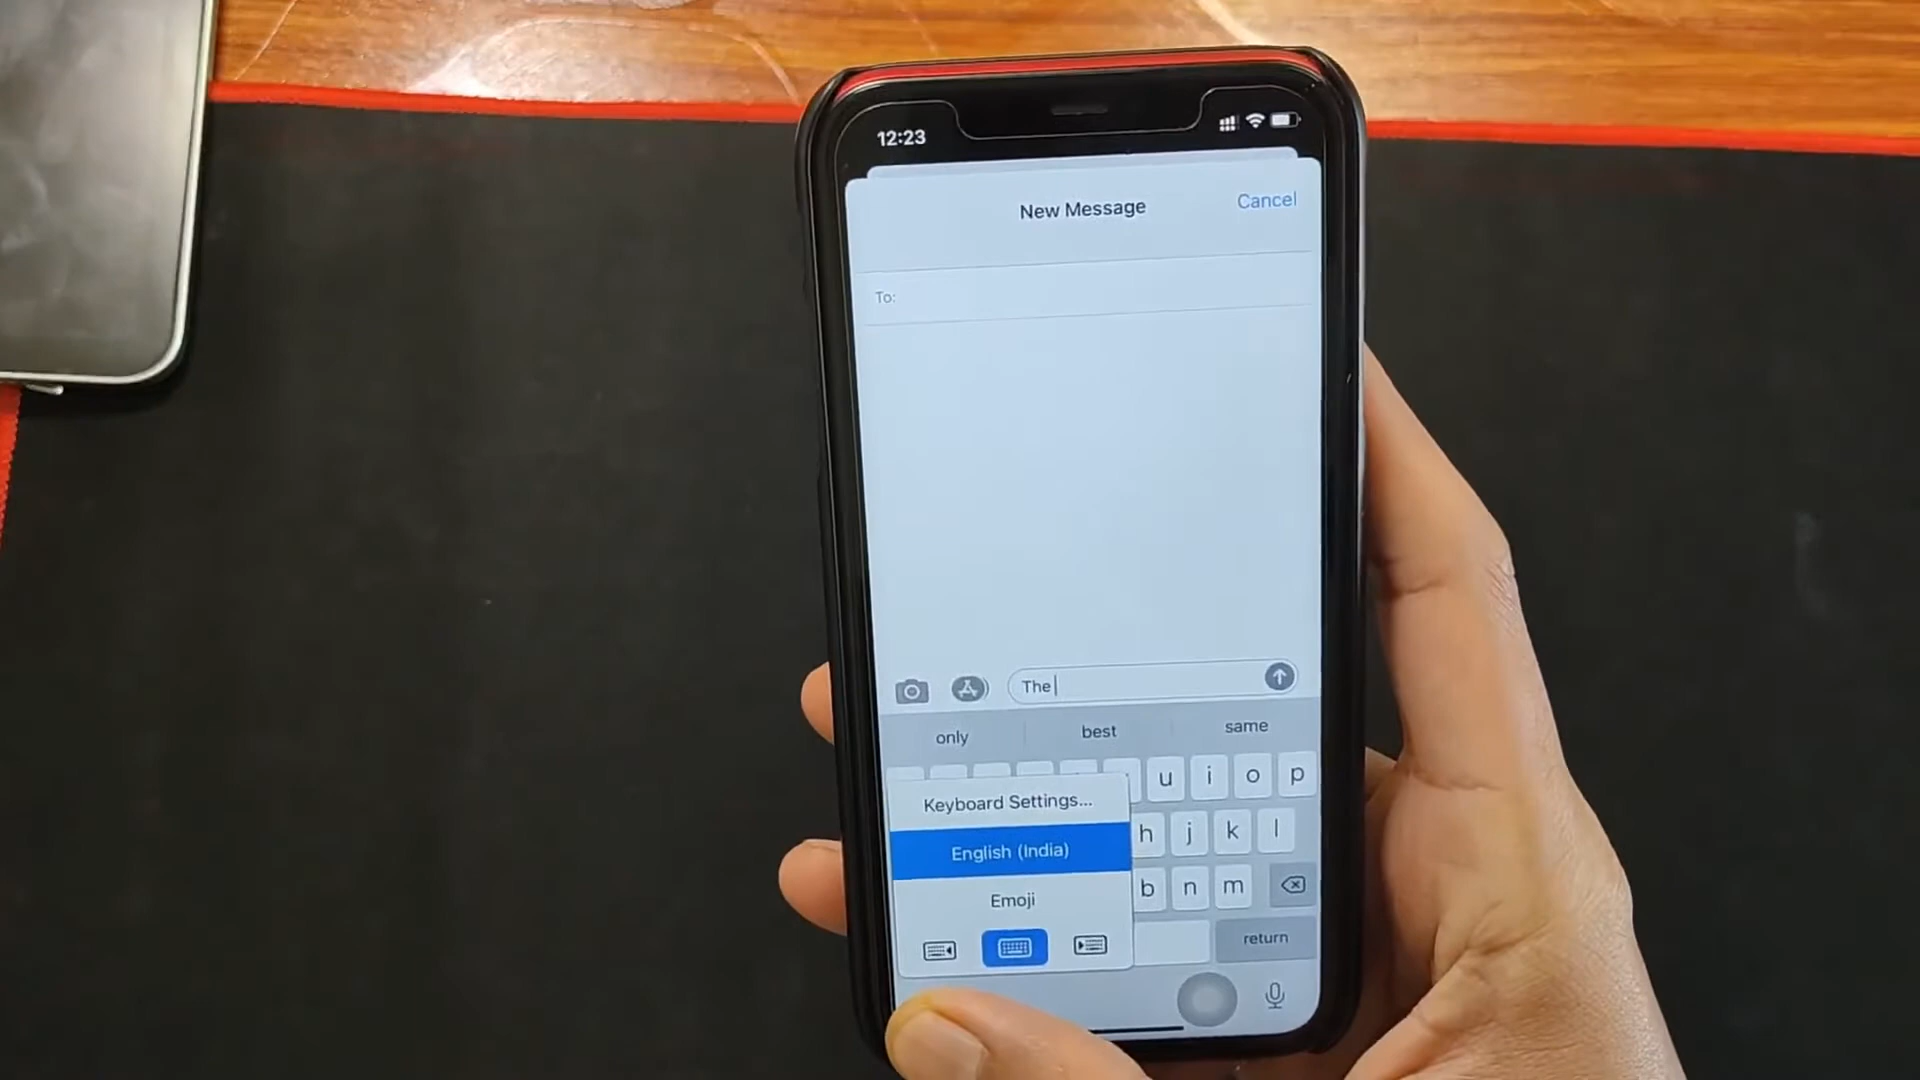 12:23
New Message
Cancel
To:
The
only best same
u i o p
Keyboard Settings...
h j k l
English (India)
b n m
Emoji
return